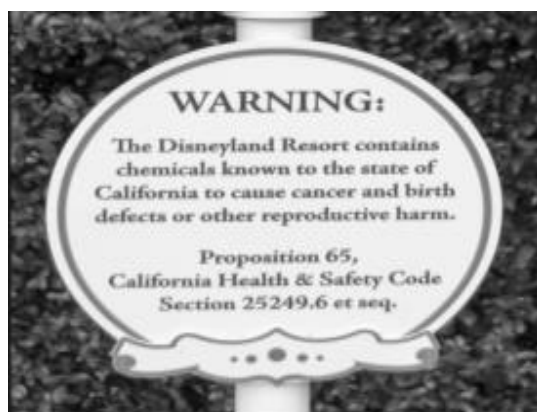 WARNING:
The Disneyland Resort contains
chemicals known to the state of
California to cause cancer and birth
defects or other reproductive harm.
Proposition 65,
California Health & Safety Code
Section 25249.6 et seq.